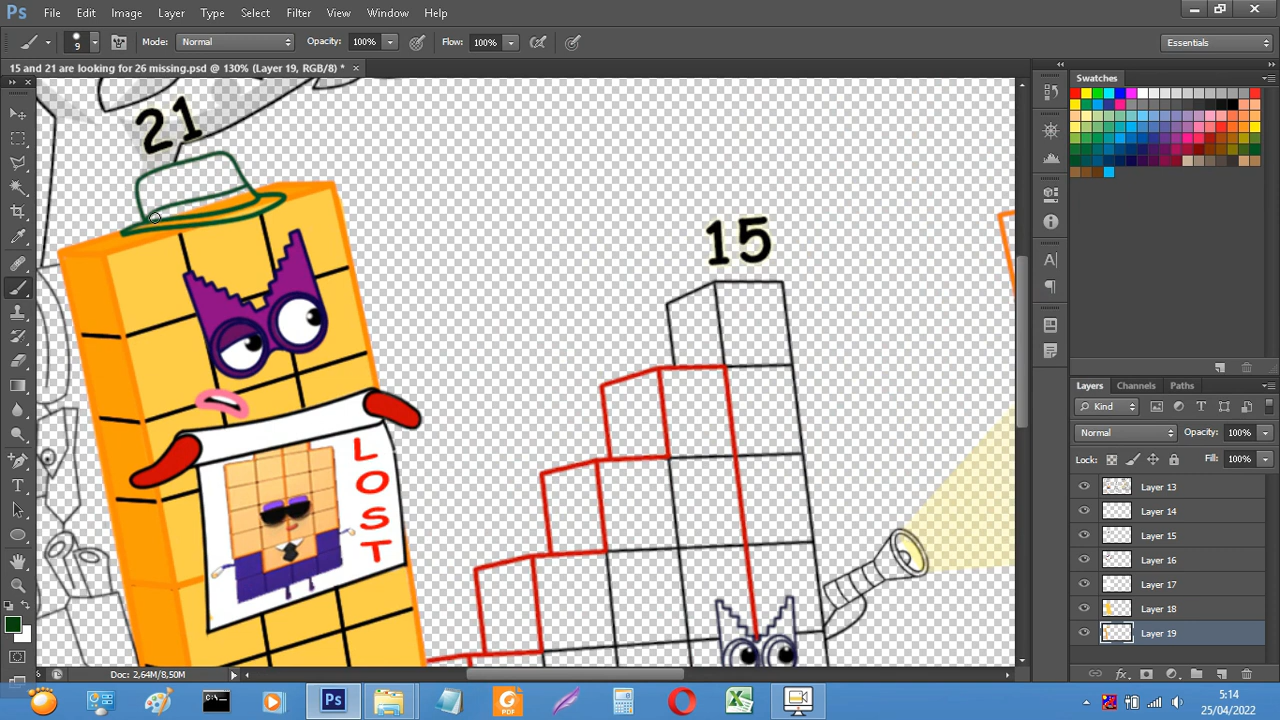 Ps File Edit Image Layer Type Select Filter View Window Help
9 Mode: Normal Opacity: 100% Flow: 100% Essentials
15 and 21 are looking for 26 missing.psd @ 130% (Layer 19, RGB/8) *
Swatches
21
15
LOST
Layers Channels Paths
Kind
Normal Opacity: 100%
Lock: Fill: 100%
Layer 13
Layer 14
Layer 15
Layer 16
Layer 17
Layer 18
Layer 19
Doc: 2,64M/8,50M
Ps PDF
5:14
25/04/2022